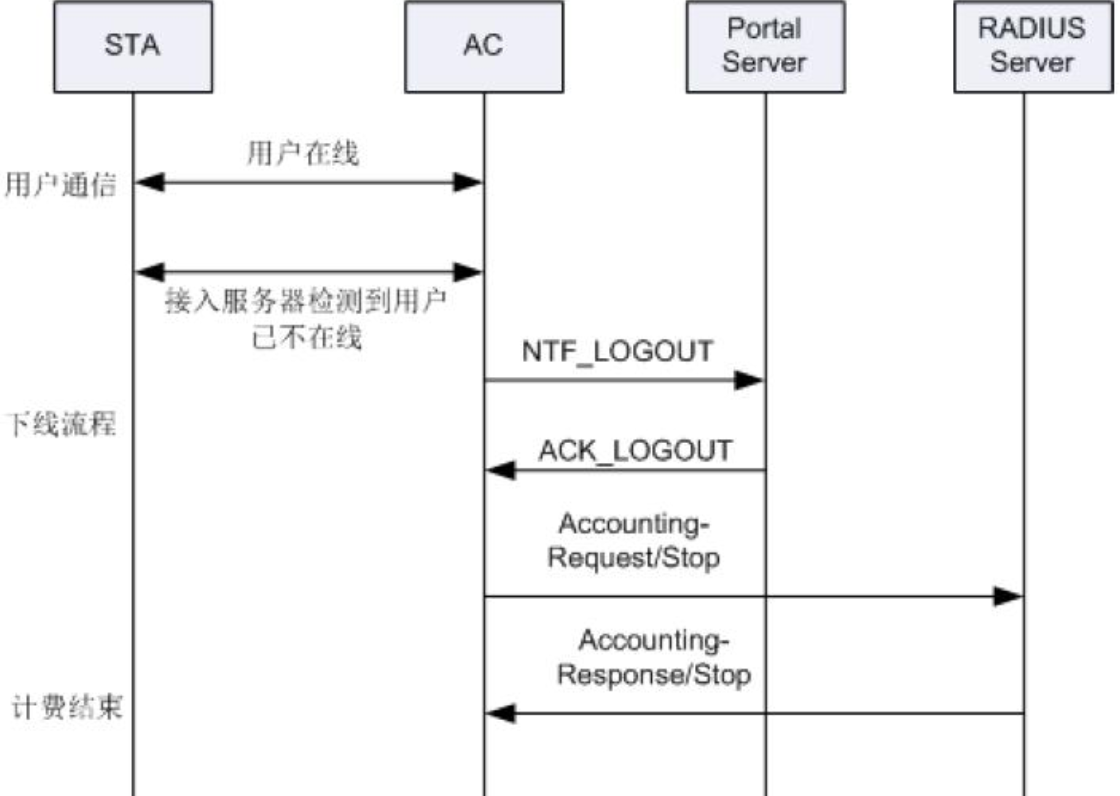 STA
AC
Portal
Server
RADIUS
Server
用户在线
用户通信
接入服务器检测到用户
已不在线
NTF_LOGOUT
下线流程
ACK_LOGOUT
Accounting-
Request/Stop
Accounting-
Response/Stop
计费结束